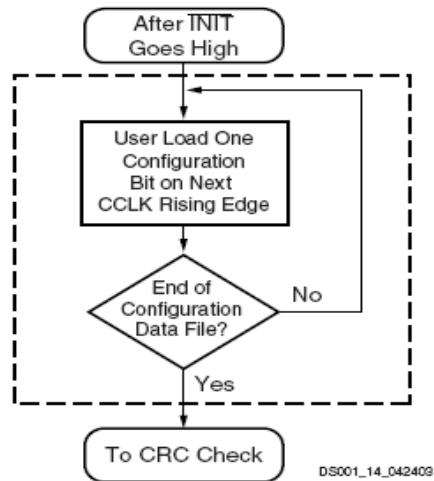 After INIT
Goes High
User Load One
Configuration
Bit on Next
CCLK Rising Edge
End of
Configuration
Data File?
No
Yes
To CRC Check
DS001_14_042403